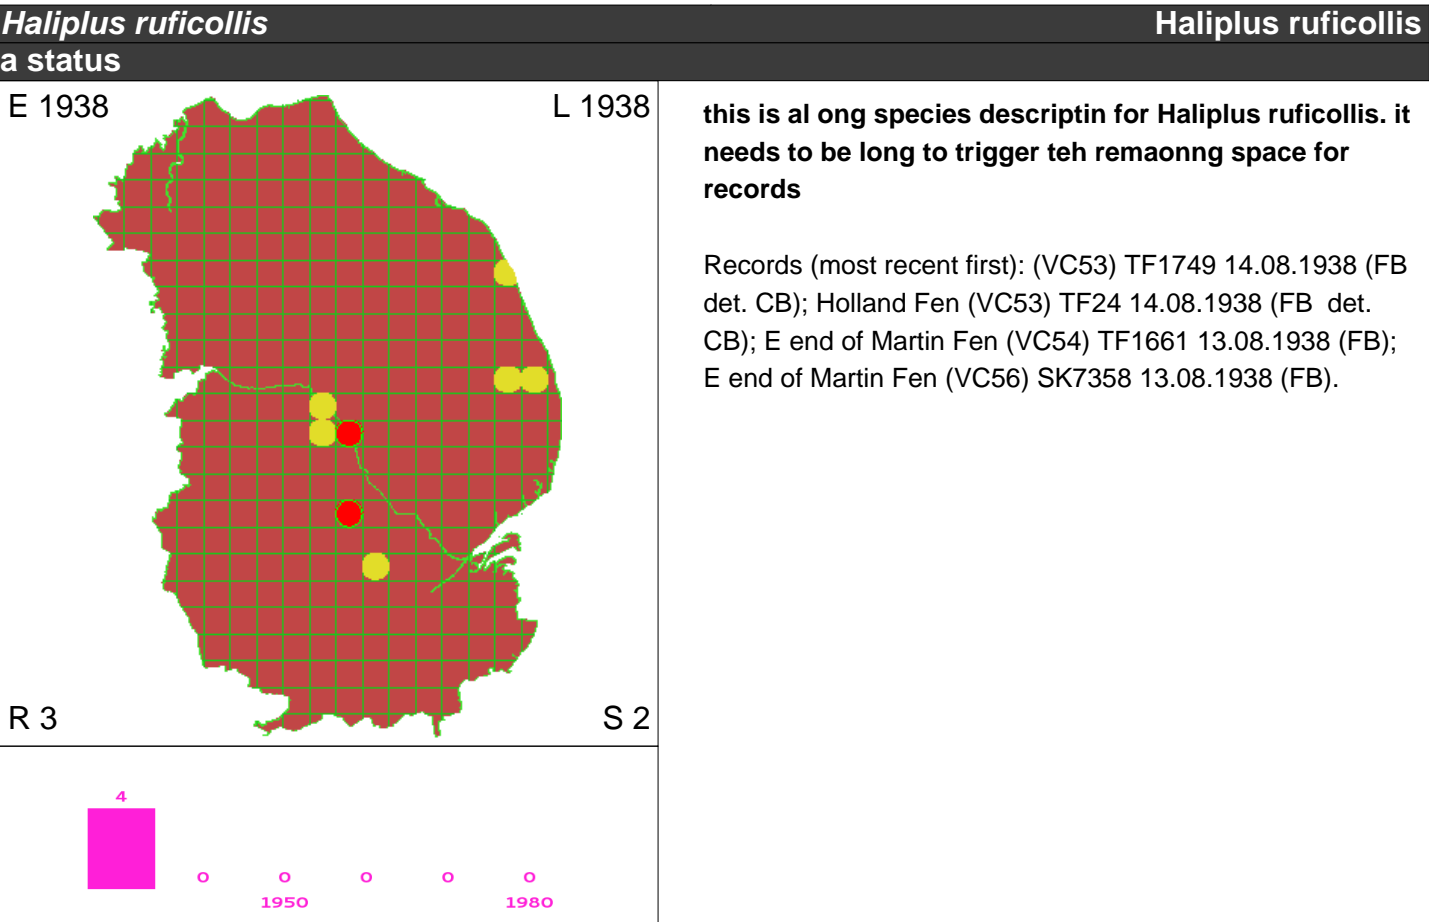 Haliplus ruficollis Haliplus ruficollis
a status
E 1938 L 1938
R 3 S 2
4
0 0 0 0 0
1950 1980
this is al ong species descriptin for Haliplus ruficollis. it
needs to be long to trigger teh remaonng space for
records
Records (most recent first): (VC53) TF1749 14.08.1938 (FB
det. CB); Holland Fen (VC53) TF24 14.08.1938 (FB  det.
CB); E end of Martin Fen (VC54) TF1661 13.08.1938 (FB);
E end of Martin Fen (VC56) SK7358 13.08.1938 (FB).